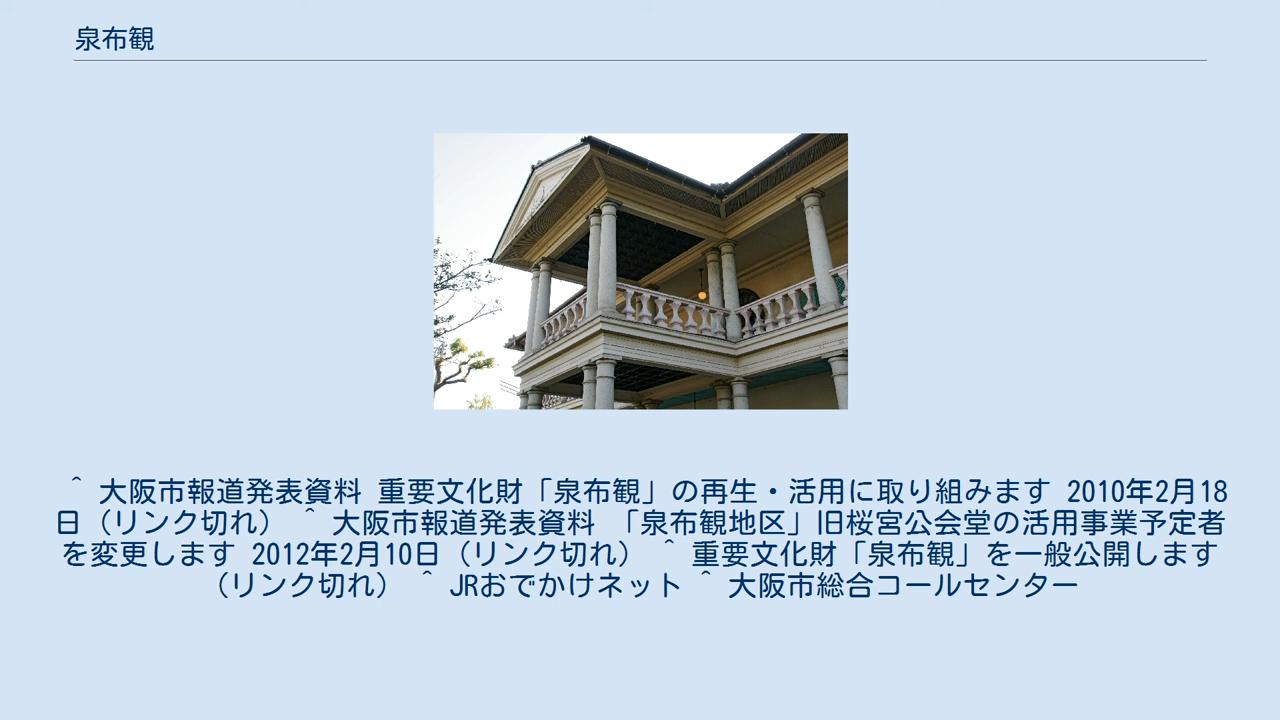 泉布観
＾ 大阪市報道発表資料 重要文化財「泉布観」の再生・活用に取り組みます 2010年2月18
日（リンク切れ） ＾ 大阪市報道発表資料 「泉布観地区」旧桜宮公会堂の活用事業予定者
を変更します 2012年2月10日（リンク切れ） ＾ 重要文化財「泉布観」を一般公開します
（リンク切れ） ＾ JRおでかけネット ＾ 大阪市総合コールセンター